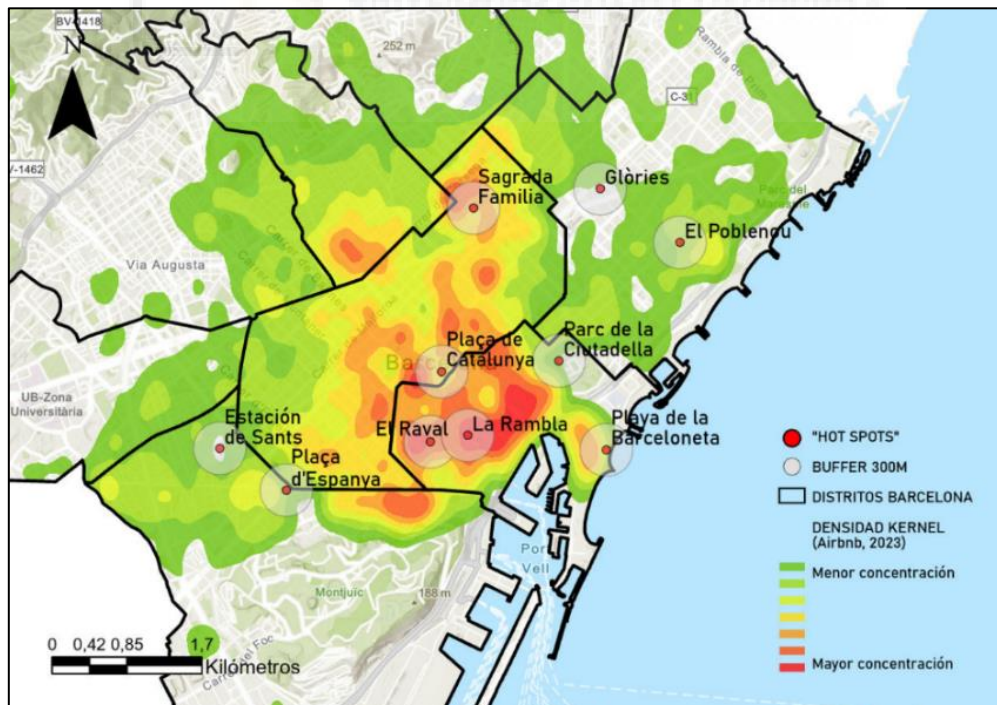 BV-1418
N
252 m
Rambla de Prim
C-31
V-1462
Sagrada
Familia
Glòries
Parc del
El Poblenou
Via Augusta
Plaça de
Catalunya
Parc de la
Ciutadella
UB-Zona
Universitària
Estación
de Sants
El Raval
La Rambla
Playa de la
Barceloneta
Plaça
d'Espanya
Port
Vell
Montjuïc
188 m
"HOT SPOTS"
BUFFER 300M
DISTRITOS BARCELONA
DENSIDAD KERNEL
(Airbnb, 2023)
Menor concentración
Mayor concentración
0 0,42 0,85 1,7
Kilómetros